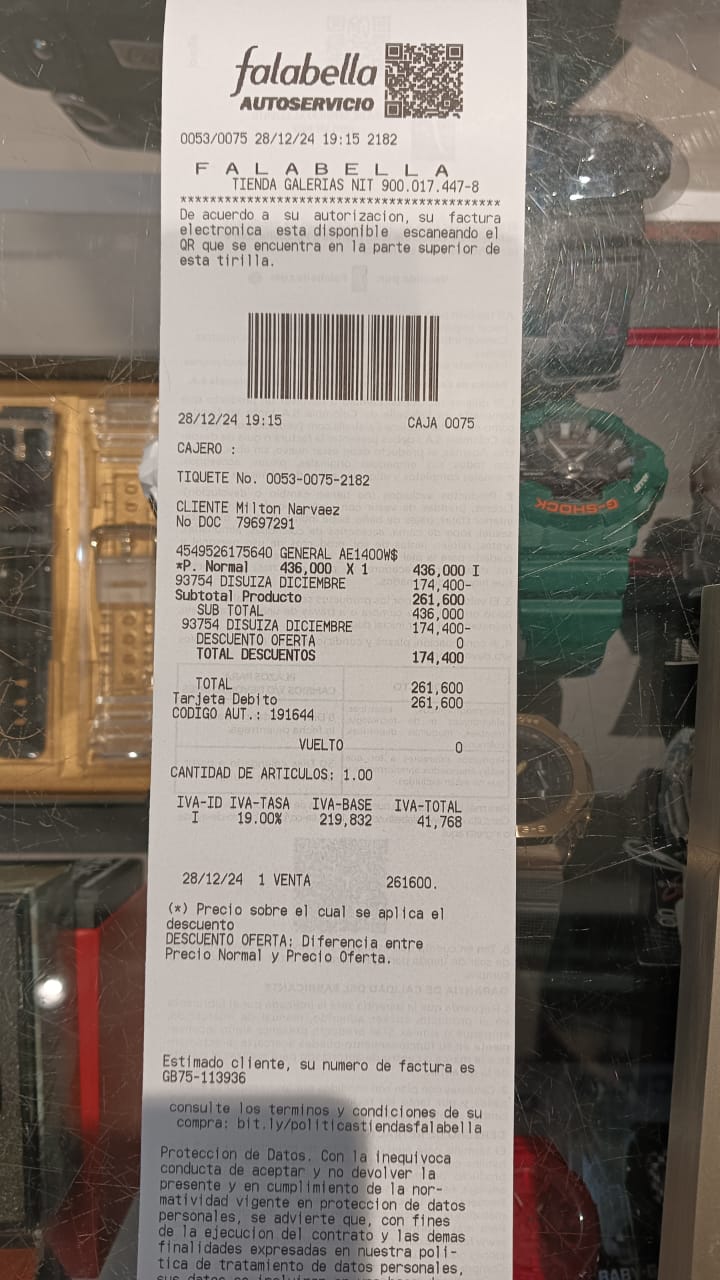 falabella
AUTOSERVICIO
0053/0075 28/12/24 19:15 2182
F A L A B E L L A
TIENDA GALERIAS NIT 900.017.447-8
******************************************
De acuerdo a su autorizacion, su factura
electronica esta disponible escaneando el
QR que se encuentra en la parte superior de
esta tirilla.
28/12/24 19:15 CAJA 0075
CAJERO :
TIQUETE No. 0053-0075-2182
CLIENTE Milton Narvaez
No DOC 79697291
4549526175640 GENERAL AE1400W$
*P. Normal 436,000 X 1 436,000 I
93754 DISUIZA DICIEMBRE 174,400-
Subtotal Producto 261,600
SUB TOTAL 436,000
93754 DISUIZA DICIEMBRE 174,400-
DESCUENTO OFERTA 0
TOTAL DESCUENTOS 174,400
TOTAL 261,600
Tarjeta Debito 261,600
CODIGO AUT.: 191644
VUELTO 0
CANTIDAD DE ARTICULOS: 1.00
IVA-ID IVA-TASA IVA-BASE IVA-TOTAL
I 19.00% 219,832 41,768
28/12/24 1 VENTA 261600.
(*) Precio sobre el cual se aplica el
descuento
DESCUENTO OFERTA: Diferencia entre
Precio Normal y Precio Oferta.
Estimado cliente, su numero de factura es
GB75-113936
consulte los terminos y condiciones de su
compra: bit.ly/politicastiendasfalabella
Proteccion de Datos. Con la inequivoca
conducta de aceptar y no devolver la
presente y en cumplimiento de la nor-
matividad vigente en proteccion de datos
personales, se advierte que, con fines
de la ejecucion del contrato y las demas
finalidades expresadas en nuestra poli-
tica de tratamiento de datos personales,
G-SHOCK